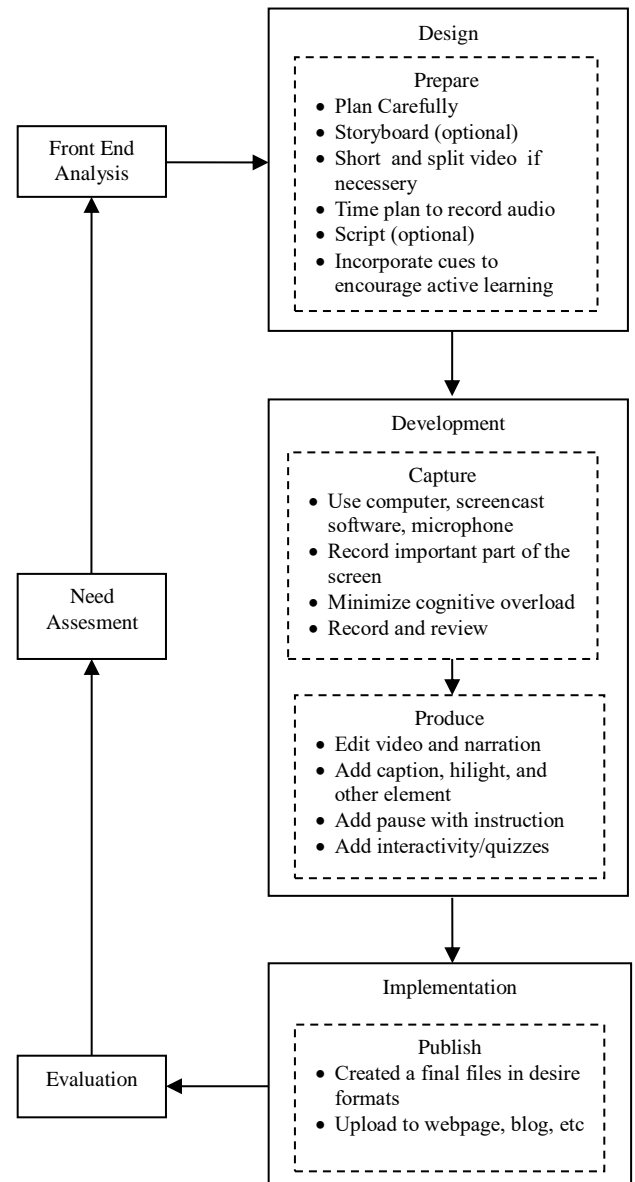 Design
Prepare
• Plan Carefully
• Storyboard (optional)
• Short and split video if
necessery
• Time plan to record audio
• Script (optional)
• Incorporate cues to
encourage active learning
Front End
Analysis
Development
Capture
• Use computer, screencast
software, microphone
• Record important part of the
screen
• Minimize cognitive overload
• Record and review
Need
Assesment
Produce
• Edit video and narration
• Add caption, hilight, and
other element
• Add pause with instruction
• Add interactivity/quizzes
Implementation
Publish
• Created a final files in desire
formats
• Upload to webpage, blog, etc
Evaluation